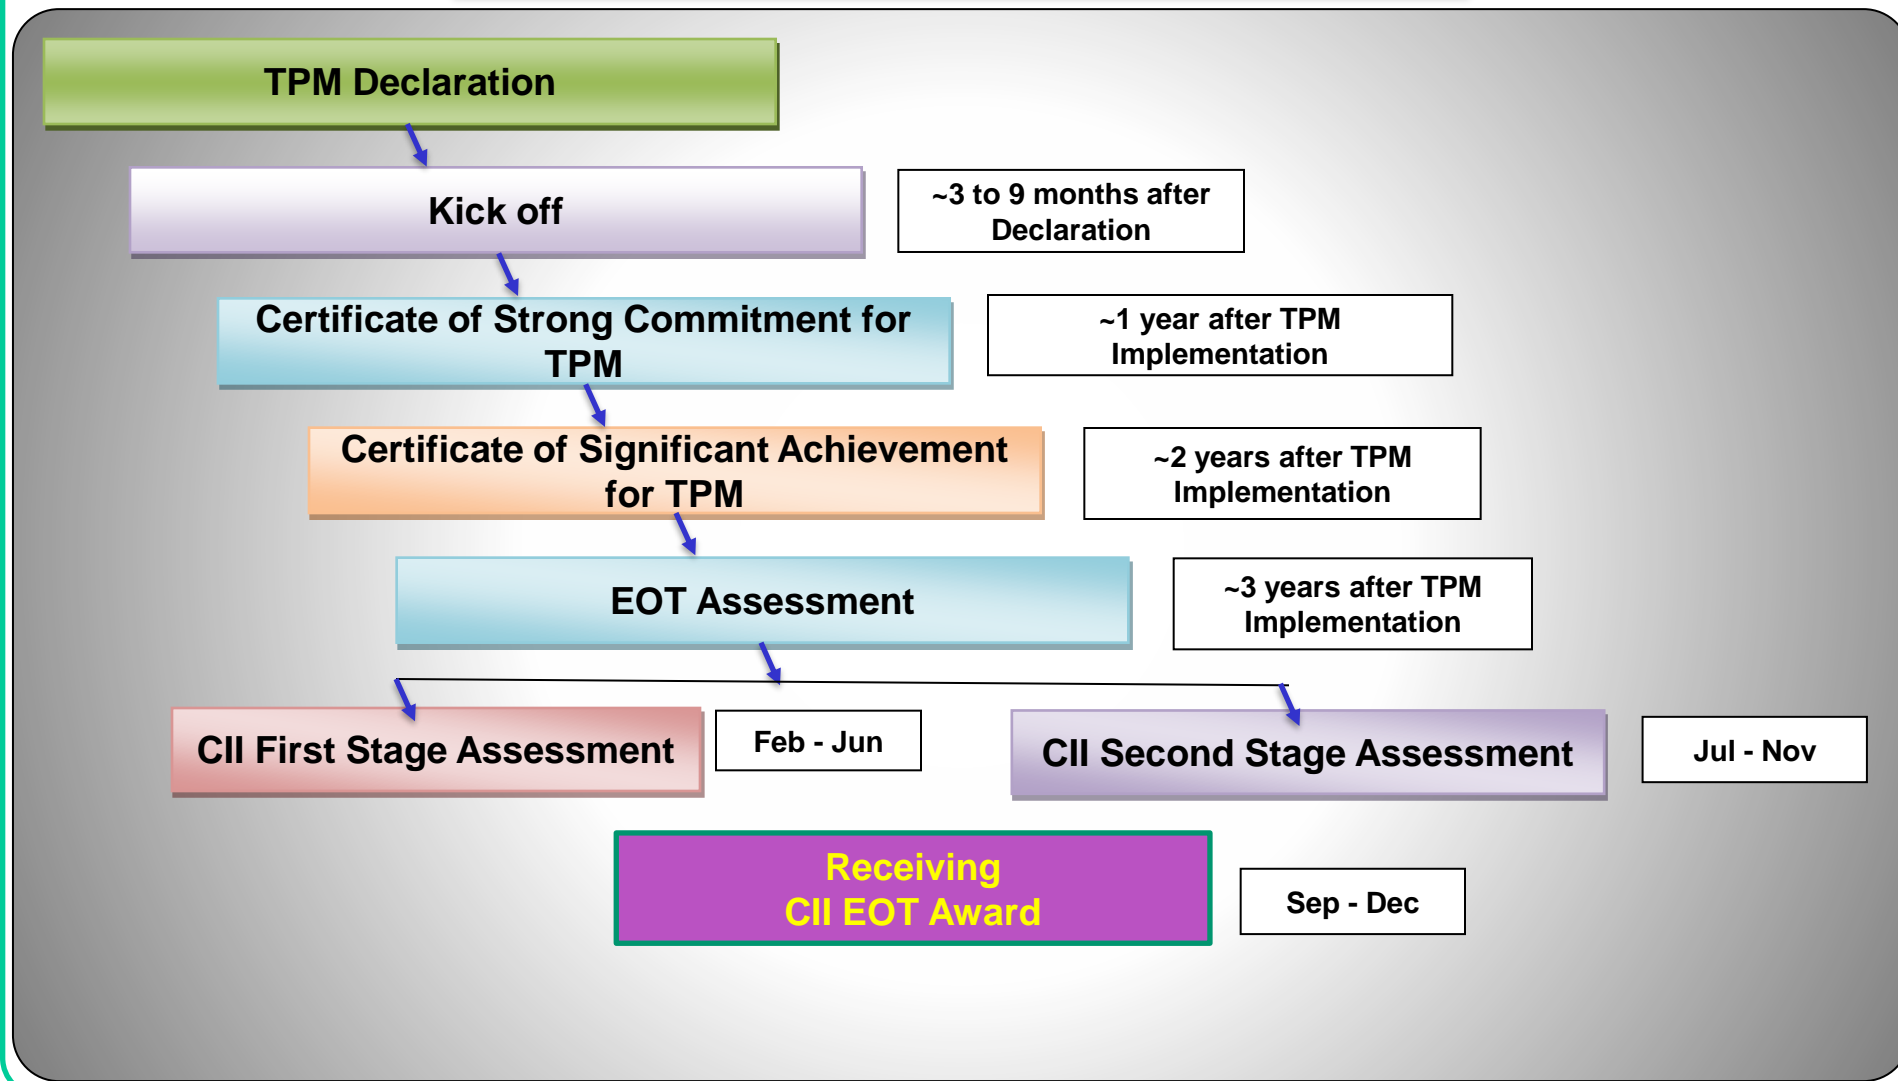 TPM Declaration
Kick off
~3 to 9 months after
Declaration
Certificate of Strong Commitment for
TPM
~1 year after TPM
Implementation
Certificate of Significant Achievement
for TPM
~2 years after TPM
Implementation
EOT Assessment
~3 years after TPM
Implementation
CII First Stage Assessment
Feb - Jun
CII Second Stage Assessment
Jul - Nov
Receiving
CII EOT Award
Sep - Dec